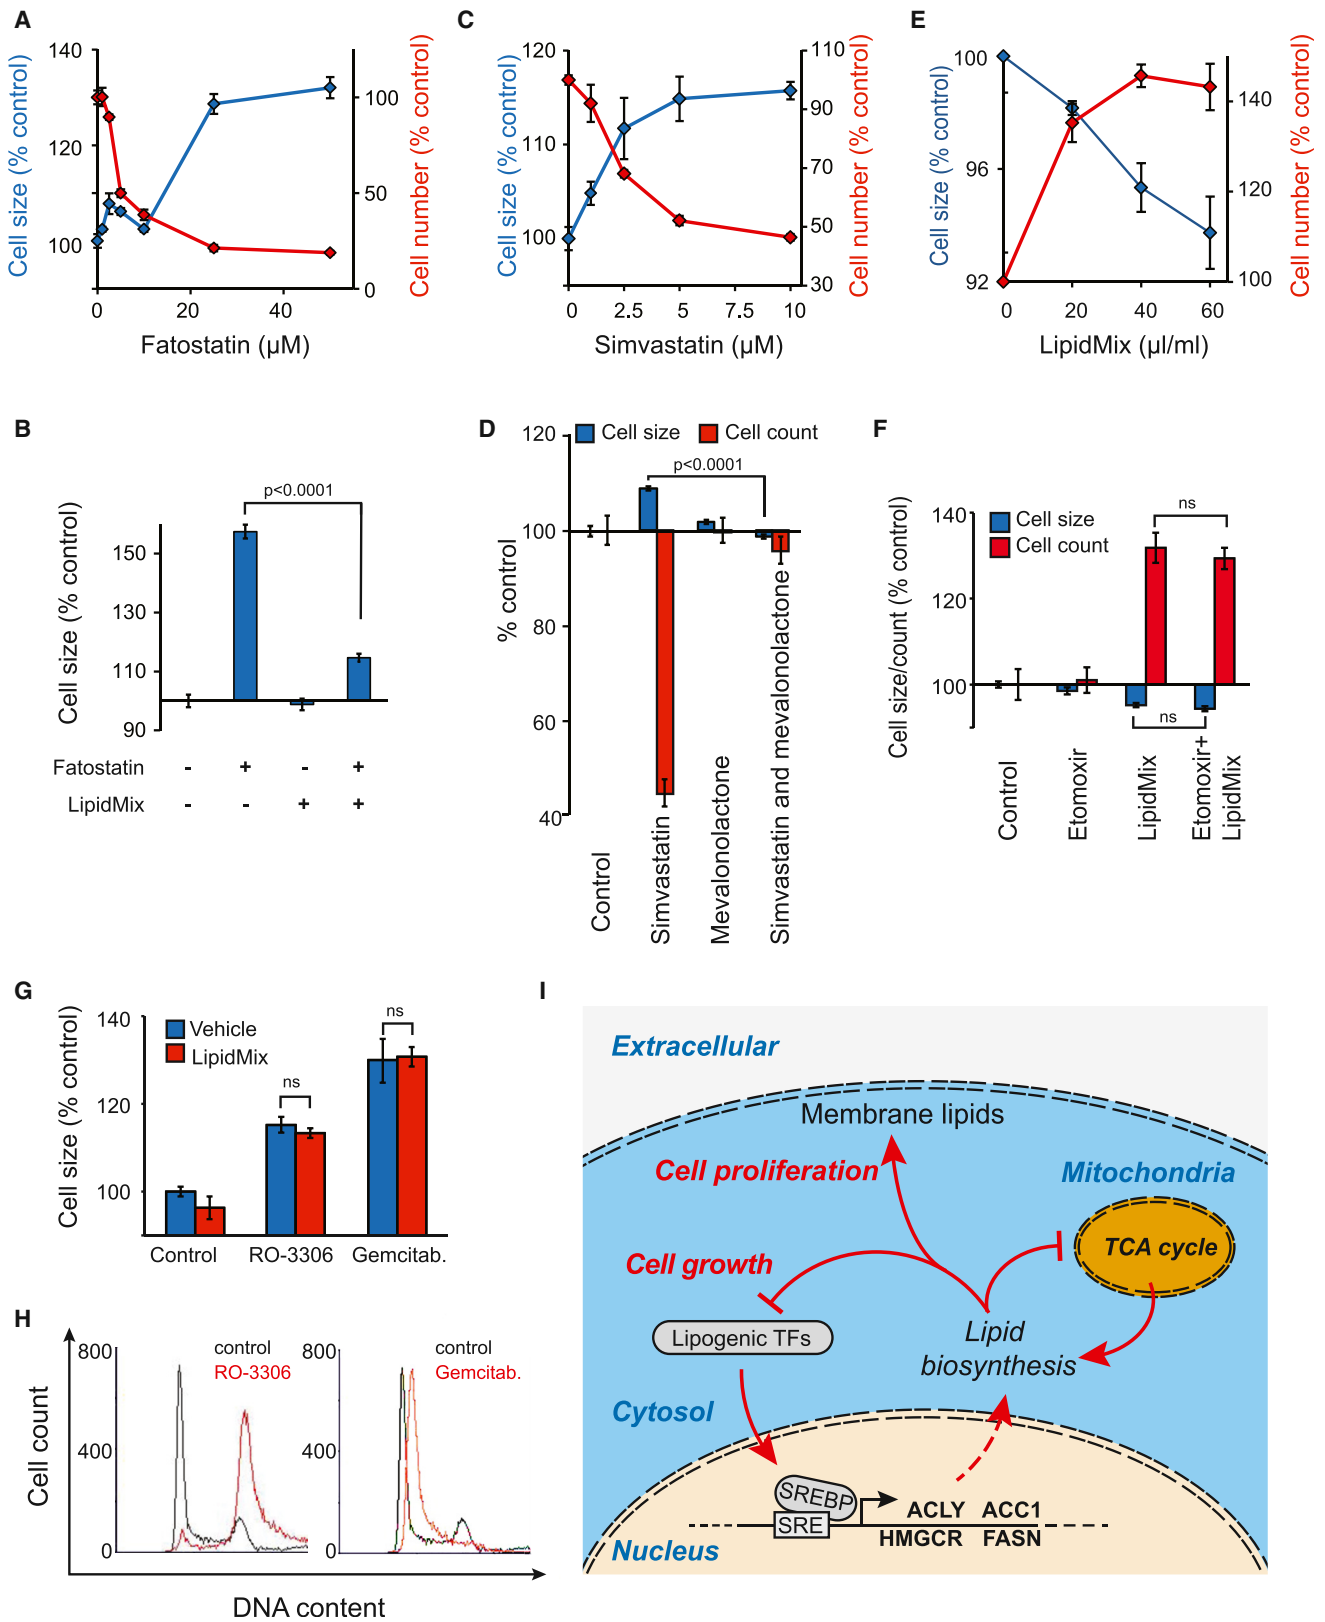 A
Cell size (% control)
140
120
100
100
50
0
Cell number (% control)
0
20
40
Fatostatin (µM)
C
Cell size (% control)
120
110
100
110
90
70
50
30
Cell number (% control)
0
2.5
5
7.5
10
Simvastatin (µM)
E
Cell size (% control)
100
96
92
140
120
100
Cell number (% control)
0
20
40
60
LipidMix (µl/ml)
B
Cell size (% control)
150
130
110
90
p<0.0001
Fatostatin - + - +
LipidMix - - + +
D
% control
120
100
80
60
40
Cell size
Cell count
p<0.0001
Control
Simvastatin
Mevalonolactone
Simvastatin and mevalonolactone
F
Cell size/count (% control)
140
120
100
Cell size
Cell count
ns
ns
Control
Etomoxir
LipidMix
Etomoxir+
LipidMix
G
Cell size (% control)
140
120
100
Vehicle
LipidMix
ns
ns
Control
RO-3306
Gemcitab.
H
Cell count
800
400
0
control
RO-3306
800
400
0
control
Gemcitab.
DNA content
I
Extracellular
Membrane lipids
Cell proliferation
Mitochondria
TCA cycle
Cell growth
Lipogenic TFs
Lipid
biosynthesis
Cytosol
SREBP
SRE
ACLY ACC1
HMGCR FASN
Nucleus